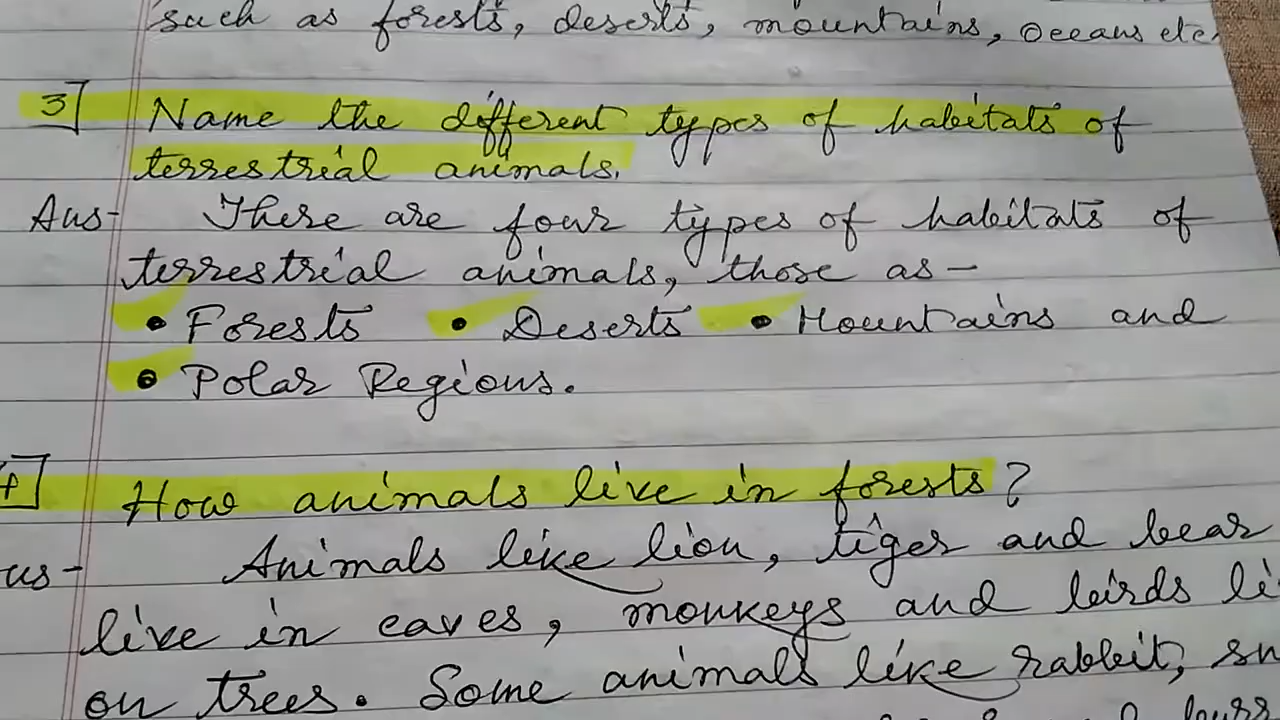 such as forests, deserts, mountains, oceans etc.
3] Name the different types of habitats of
terrestrial animals.
Ans- There are four types of habitats of
terrestrial animals, those as-
• Forests • Deserts • Mountains and
• Polar Regions.
How animals live in forests?
Animals like lion, tiger and bear
live in caves, monkeys and birds
on trees. Some animals like rabbit,